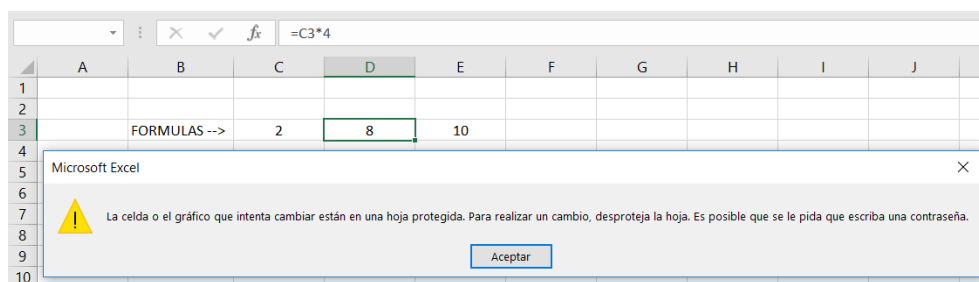 fx =C3*4
A B C D E F G H I J
1
2
3 FORMULAS --> 2 8 10
4
5 Microsoft Excel
6
7 La celda o el gráfico que intenta cambiar están en una hoja protegida. Para realizar un cambio, desproteja la hoja. Es posible que se le pida que escriba una contraseña.
8
9 Aceptar
10